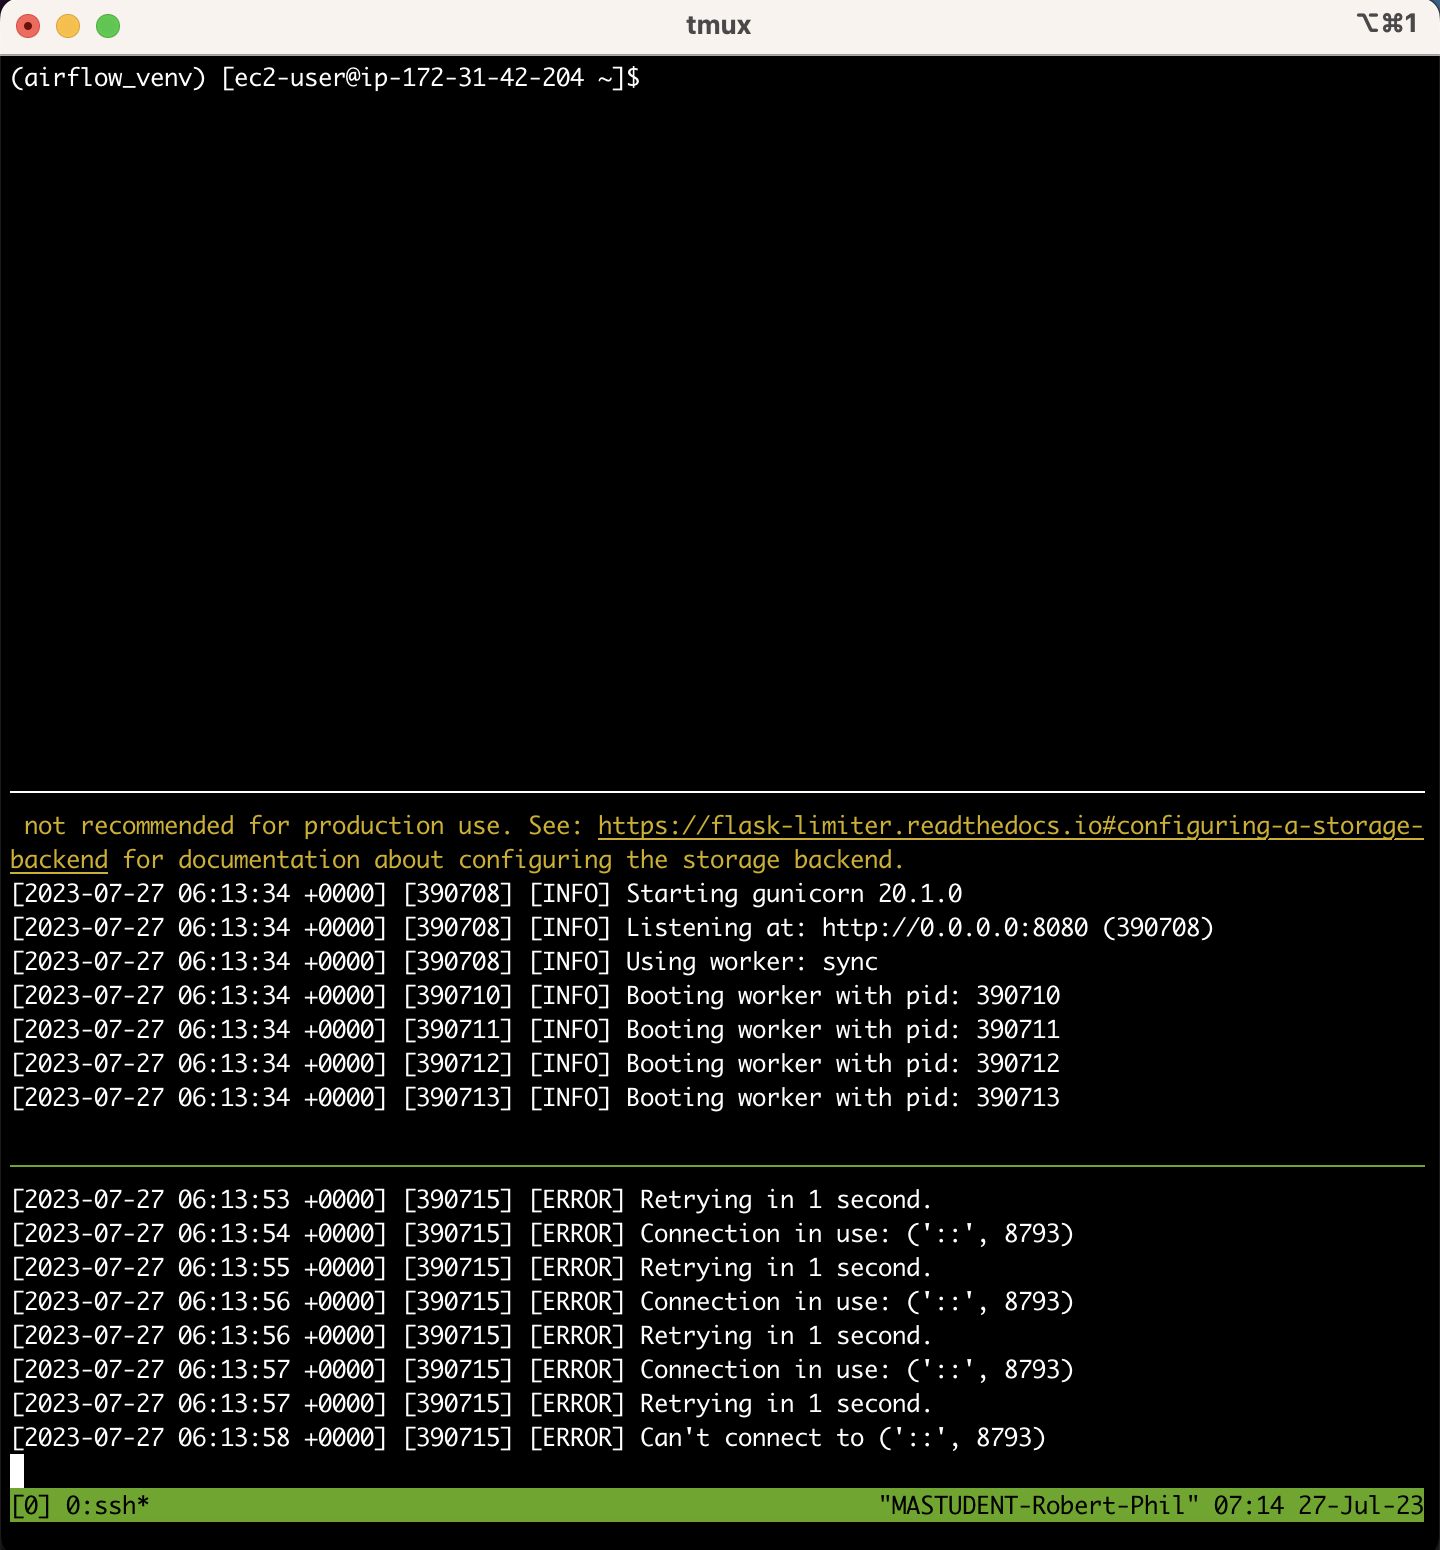 tmux
⌥⌘1
(airflow_venv) [ec2-user@ip-172-31-42-204 ~]$
not recommended for production use. See: https://flask-limiter.readthedocs.io#configuring-a-storage-
backend for documentation about configuring the storage backend.
[2023-07-27 06:13:34 +0000] [390708] [INFO] Starting gunicorn 20.1.0
[2023-07-27 06:13:34 +0000] [390708] [INFO] Listening at: http://0.0.0.0:8080 (390708)
[2023-07-27 06:13:34 +0000] [390708] [INFO] Using worker: sync
[2023-07-27 06:13:34 +0000] [390710] [INFO] Booting worker with pid: 390710
[2023-07-27 06:13:34 +0000] [390711] [INFO] Booting worker with pid: 390711
[2023-07-27 06:13:34 +0000] [390712] [INFO] Booting worker with pid: 390712
[2023-07-27 06:13:34 +0000] [390713] [INFO] Booting worker with pid: 390713
[2023-07-27 06:13:53 +0000] [390715] [ERROR] Retrying in 1 second.
[2023-07-27 06:13:54 +0000] [390715] [ERROR] Connection in use: ('::', 8793)
[2023-07-27 06:13:55 +0000] [390715] [ERROR] Retrying in 1 second.
[2023-07-27 06:13:56 +0000] [390715] [ERROR] Connection in use: ('::', 8793)
[2023-07-27 06:13:56 +0000] [390715] [ERROR] Retrying in 1 second.
[2023-07-27 06:13:57 +0000] [390715] [ERROR] Connection in use: ('::', 8793)
[2023-07-27 06:13:57 +0000] [390715] [ERROR] Retrying in 1 second.
[2023-07-27 06:13:58 +0000] [390715] [ERROR] Can't connect to ('::', 8793)
[0] 0:ssh* "MASTUDENT-Robert-Phil" 07:14 27-Jul-23